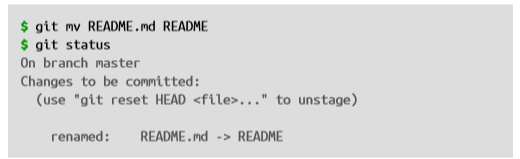 $ git mv README.md README
$ git status
On branch master
Changes to be committed:
  (use "git reset HEAD <file>..." to unstage)
    renamed:    README.md -> README